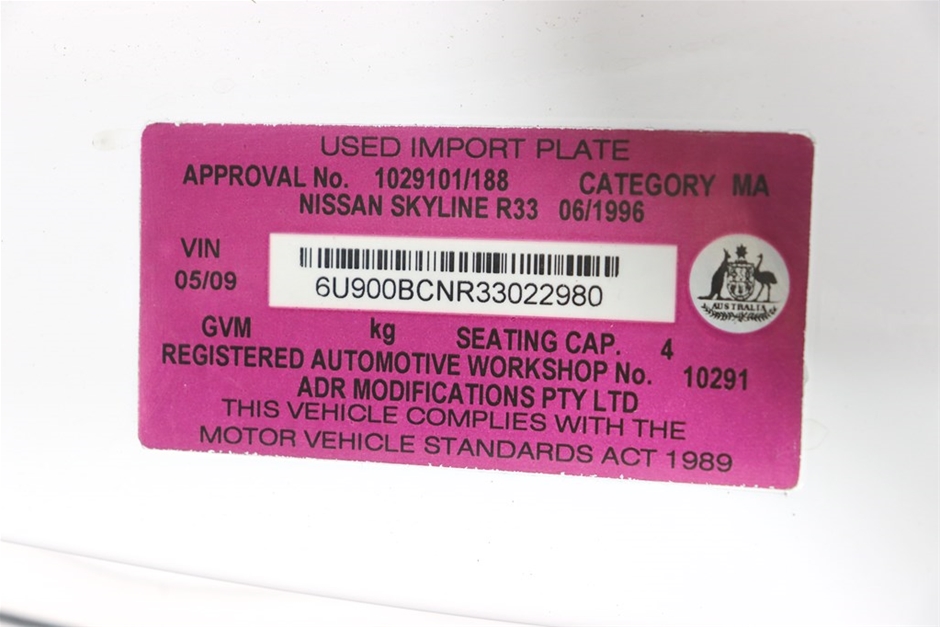 USED IMPORT PLATE
APPROVAL No. 1029101/188 CATEGORY MA
NISSAN SKYLINE R33 06/1996
VIN
05/09
6U900BCNR33022980
AUSTRALIA
GVM kg SEATING CAP. 4
REGISTERED AUTOMOTIVE WORKSHOP No. 10291
ADR MODIFICATIONS PTY LTD
THIS VEHICLE COMPLIES WITH THE
MOTOR VEHICLE STANDARDS ACT 1989